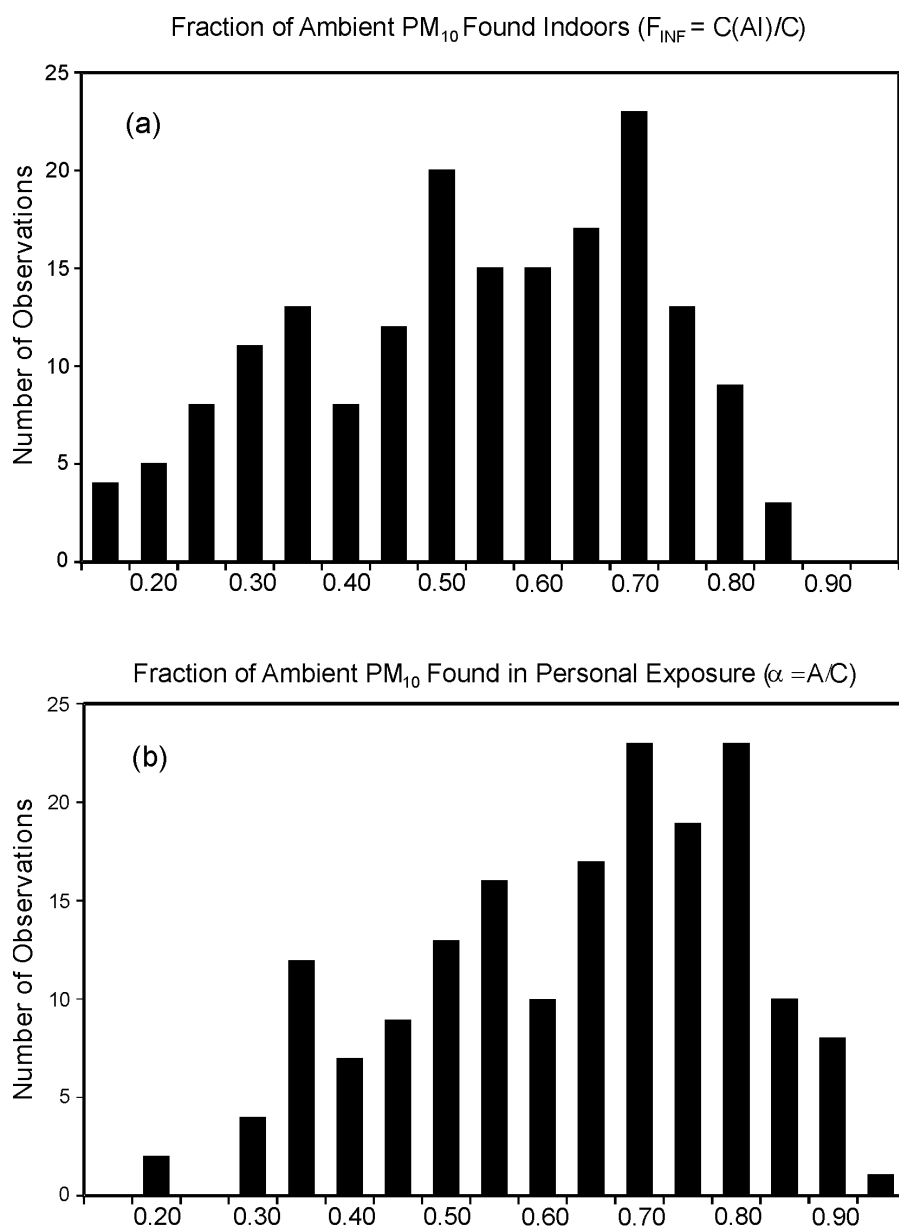 Fraction of Ambient PM10 Found Indoors (FINF = C(AI)/C)
(a)
Number of Observations
25
20
15
10
5
0
0.20 0.30 0.40 0.50 0.60 0.70 0.80 0.90
Fraction of Ambient PM10 Found in Personal Exposure (α =A/C)
(b)
Number of Observations
25
20
15
10
5
0
0.20 0.30 0.40 0.50 0.60 0.70 0.80 0.90